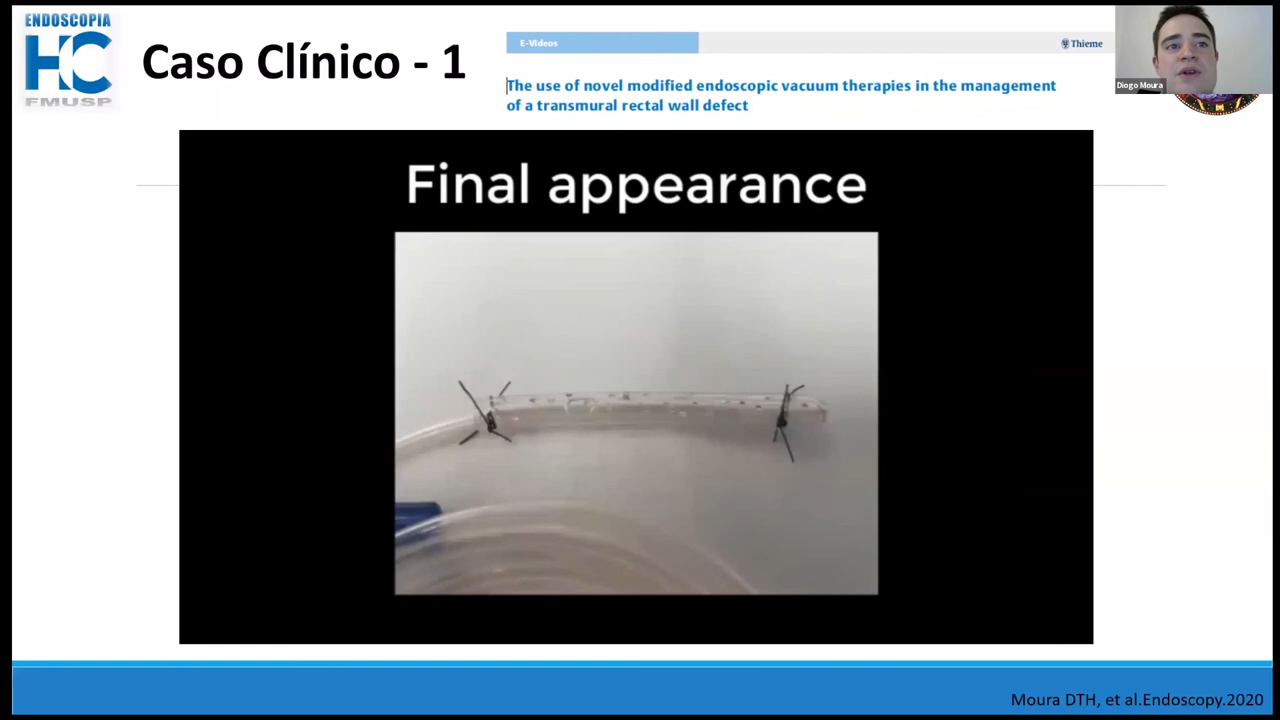 ENDOSCOPIA
HC
FMUSP
Caso Clínico - 1
E-Videos
Thieme
The use of novel modified endoscopic vacuum therapies in the management
of a transmural rectal wall defect
Diogo Moura
Final appearance
Moura DTH, et al.Endoscopy.2020